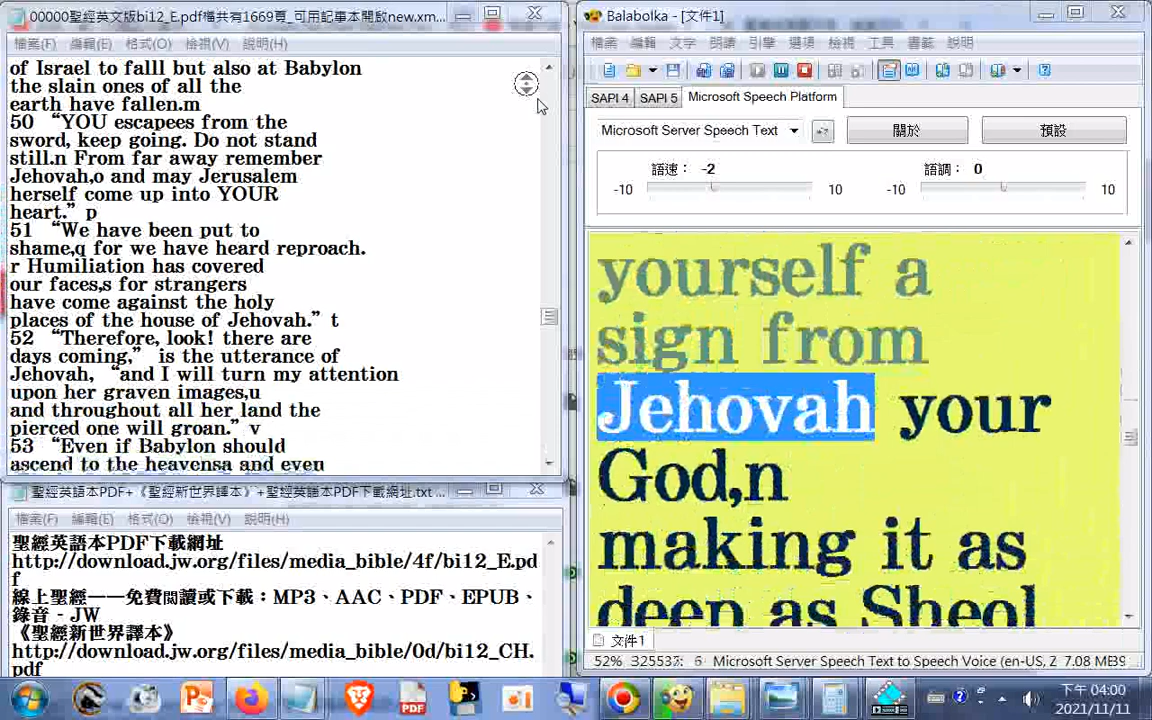 00000聖經英文版bi12_E.pdf檔共有1669頁_可用記事本開啟new.xm...
檔案(F) 編輯(E) 格式(O) 檢視(V) 說明(H)
of Israel to falll but also at Babylon
the slain ones of all the
earth have fallen.m
50 “YOU escapees from the
sword, keep going. Do not stand
still.n From far away remember
Jehovah,o and may Jerusalem
herself come up into YOUR
heart.” p
51 “We have been put to
shame,q for we have heard reproach.
r Humiliation has covered
our faces,s for strangers
have come against the holy
places of the house of Jehovah.” t
52 “Therefore, look! there are
days coming,” is the utterance of
Jehovah, “and I will turn my attention
upon her graven images,u
and throughout all her land the
pierced one will groan.” v
53 “Even if Babylon should
ascend to the heavensa and even
聖經英語本PDF+《聖經新世界譯本》+聖經英語本PDF下載網址.txt ...
檔案(F) 編輯(E) 格式(O) 檢視(V) 說明(H)
聖經英語本PDF下載網址
http://download.jw.org/files/media_bible/4f/bi12_E.pd
f
線上聖經——免費閱讀或下載：MP3、AAC、PDF、EPUB、
錄音 - JW
《聖經新世界譯本》
http://download.jw.org/files/media_bible/0d/bi12_CH.
pdf
Balabolka - [文件1]
檔案 編輯 文字 朗讀 引擎 選項 檢視 工具 書籤 說明
SAPI 4 SAPI 5 Microsoft Speech Platform
Microsoft Server Speech Text 關於 預設
語速： -2 語調： 0
-10 10 -10 10
yourself a
sign from
Jehovah your
God,n
making it as
deep as Sheol
文件1
52% 325537: 6 Microsoft Server Speech Text to Speech Voice (en-US, Z 7.08 MB
下午 04:00
2021/11/11